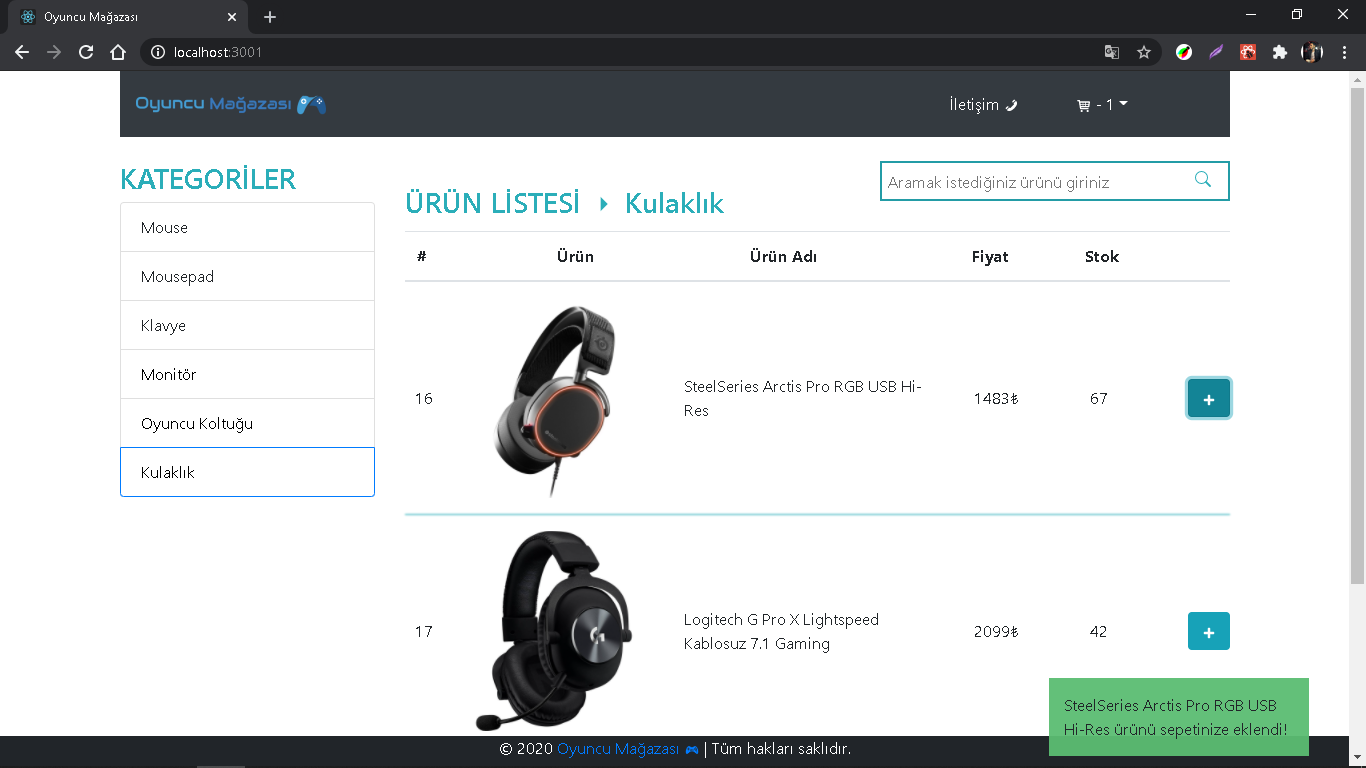 Oyuncu Mağazası
localhost:3001
Oyuncu Mağazası
İletişim
- 1
KATEGORİLER
Mouse
Mousepad
Klavye
Monitör
Oyuncu Koltuğu
Kulaklık
Aramak istediğiniz ürünü giriniz
ÜRÜN LİSTESİ Kulaklık
# Ürün Ürün Adı Fiyat Stok
16 SteelSeries Arctis Pro RGB USB Hi-
Res 1483₺ 67 +
17 Logitech G Pro X Lightspeed
Kablosuz 7.1 Gaming 2099₺ 42 +
SteelSeries Arctis Pro RGB USB
Hi-Res ürünü sepetinize eklendi!
© 2020 Oyuncu Mağazası | Tüm hakları saklıdır.